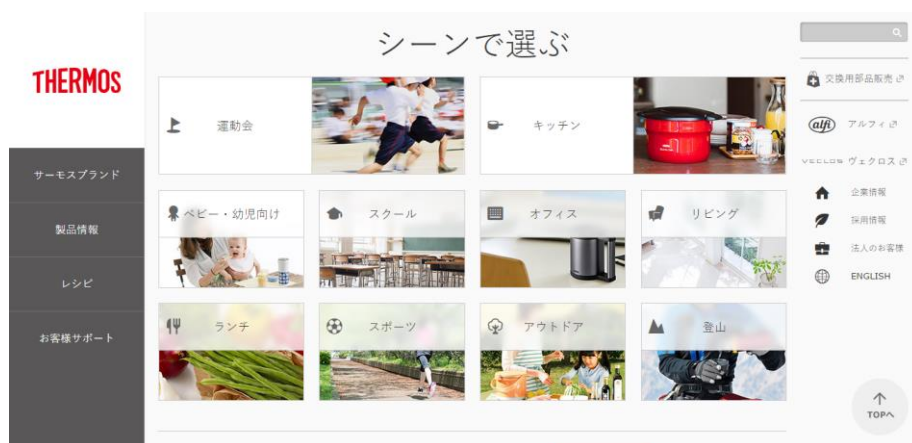 シーンで選ぶ
THERMOS
サーモスブランド
製品情報
レシピ
お客様サポート
運動会
キッチン
ベビー・幼児向け
スクール
オフィス
リビング
ランチ
スポーツ
アウトドア
登山
交換用部品販売
alfi アルフィ
VECLOS ヴェクロス
企業情報
採用情報
法人のお客様
ENGLISH
TOPへ